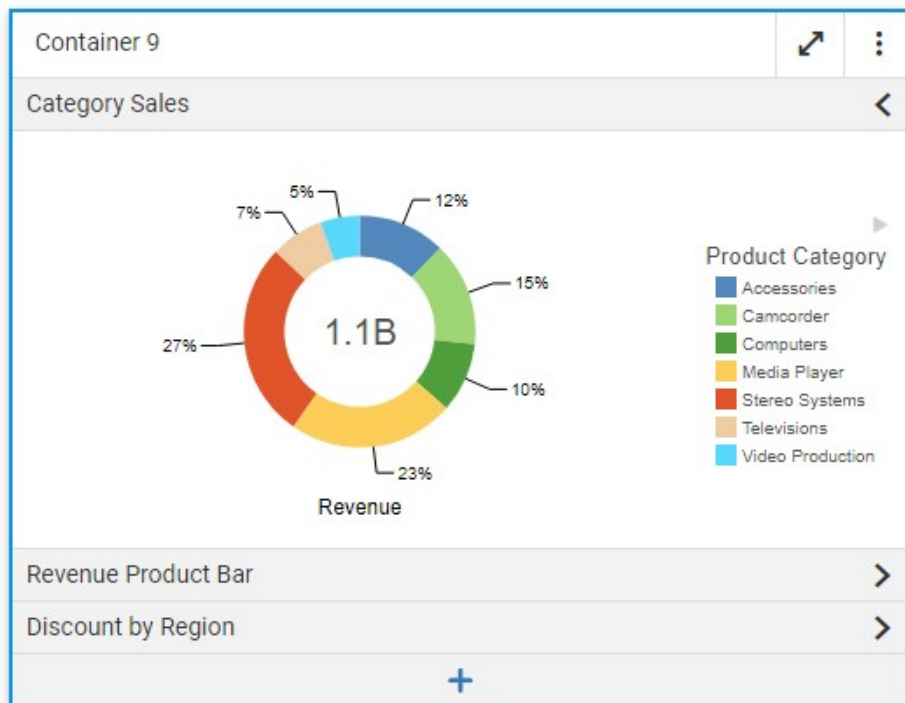 Container 9
Category Sales
5%
12%
7%
15%
27%
1.1B
10%
23%
Revenue
Product Category
Accessories
Camcorder
Computers
Media Player
Stereo Systems
Televisions
Video Production
Revenue Product Bar
Discount by Region